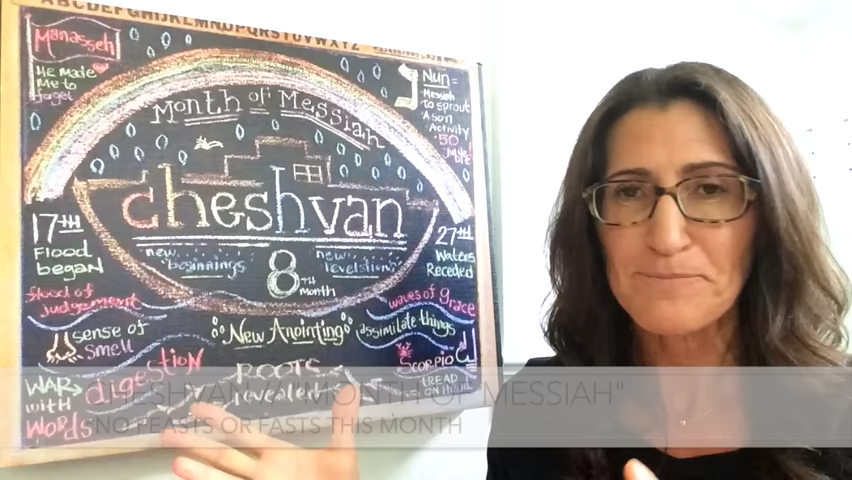 ABCDEFGHIJKLMNOPQRSTUVWXYZ
Manasseh
He made
me to
forget
Month of Messiah
Nun=
Messiah
to sprout
A son
Activity
50
cheshvan
17TH
Flood
began
new
beginnings
8TH
month
new
revelations
27TH
Waters
Receded
flood of
judgement
waves of grace
sense of
smell
New Anointing
assimilate things
WAR
with
words
digestion
ROOTS
revealed
Scorpio
TREAD
ON
CHESHVAN / "MONTH OF MESSIAH"
*NO FEASTS OR FASTS THIS MONTH